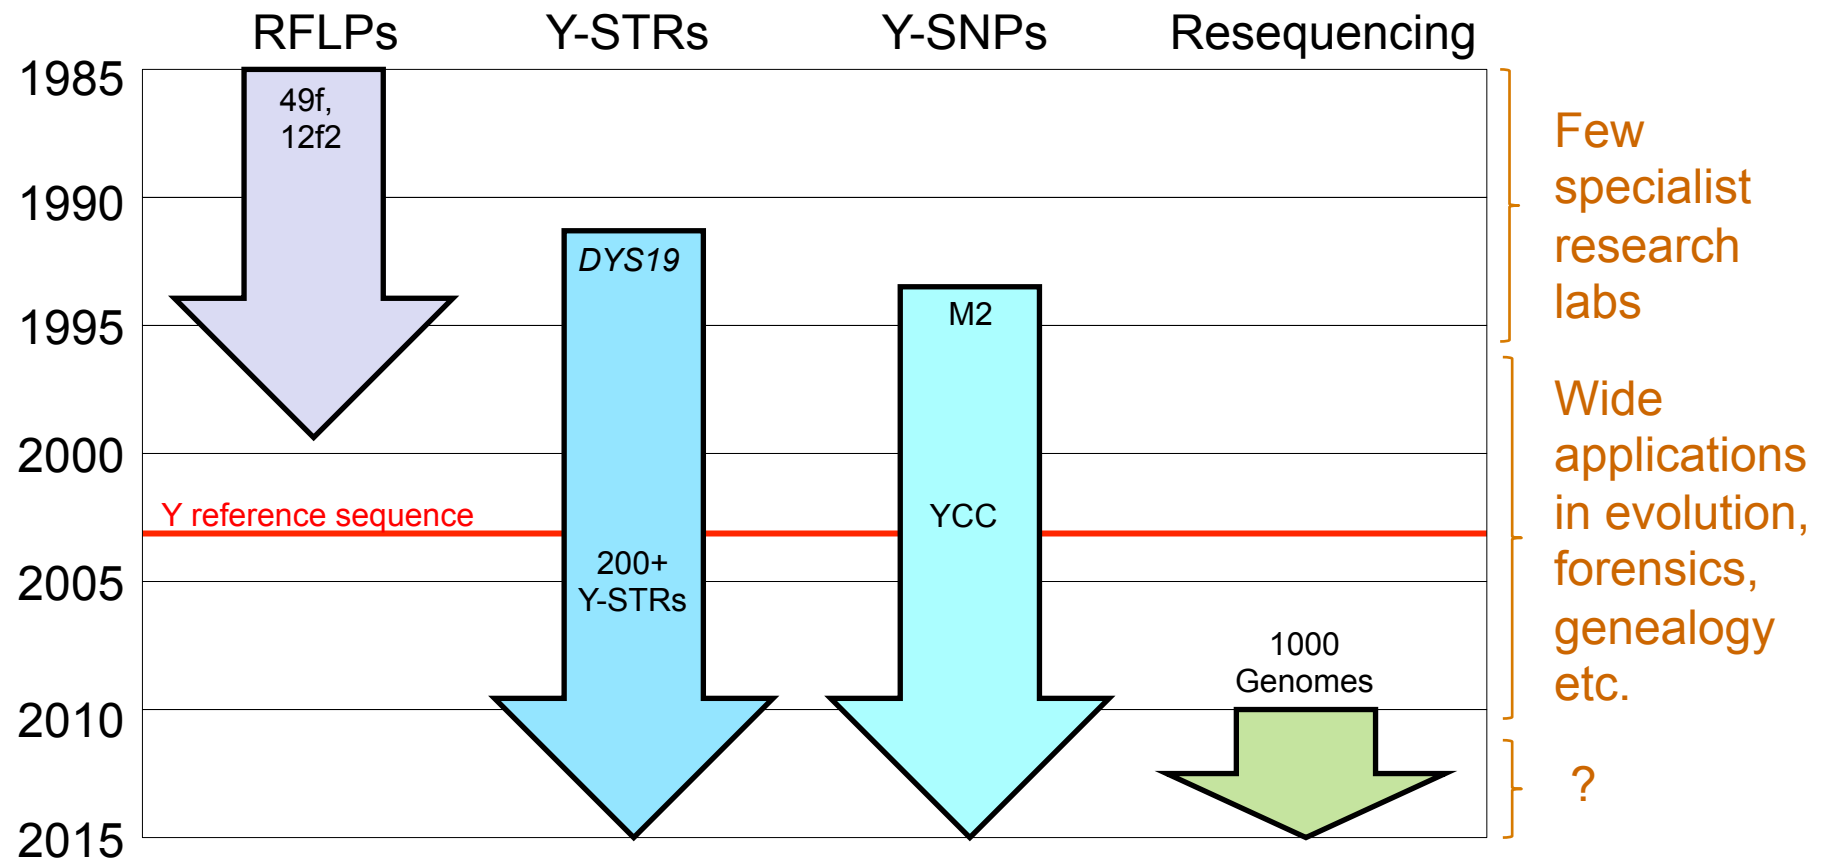 RFLPs
Y-STRs
Y-SNPs
Resequencing
1985
1990
1995
2000
2005
2010
2015
49f,
12f2
DYS19
200+
Y-STRs
M2
YCC
1000
Genomes
Y reference sequence
Few
specialist
research
labs
Wide
applications
in evolution,
forensics,
genealogy
etc.
?